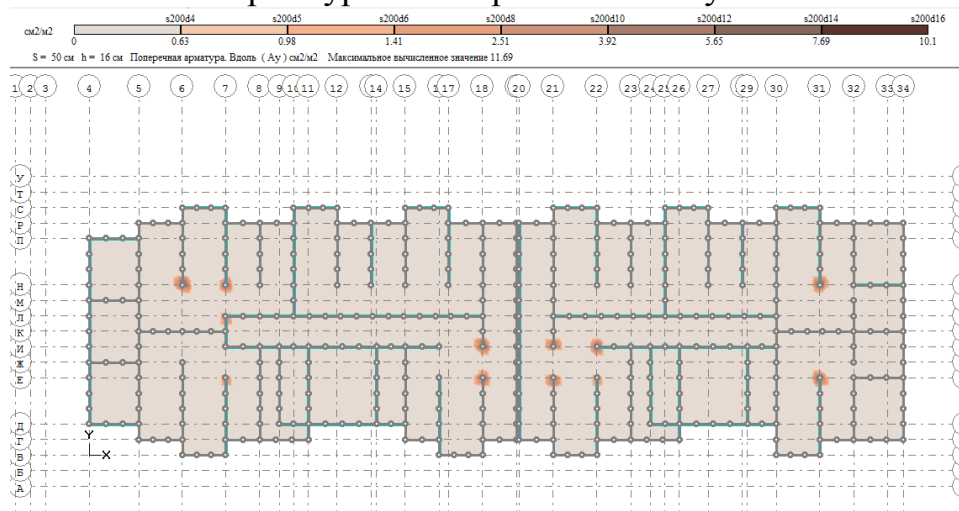 s200d4 s200d5 s200d6 s200d8 s200d10 s200d12 s200d14 s200d16
см2/м2
0 0.63 0.98 1.41 2.51 3.92 5.65 7.69 10.1
S = 50 см h = 16 см Поперечная арматура. Вдоль ( Ay ) см2/м2 Максимальное вычисленное значение 11.69
1 2 3 4 5 6 7 8 9 10 11 12 14 15 17 18 20 21 22 23 24 25 26 27 29 30 31 32 33 34
У
Т
С
Р
П
Н
М
Л
К
И
Ж
Е
Д
Г
Y
X
В
Б
А